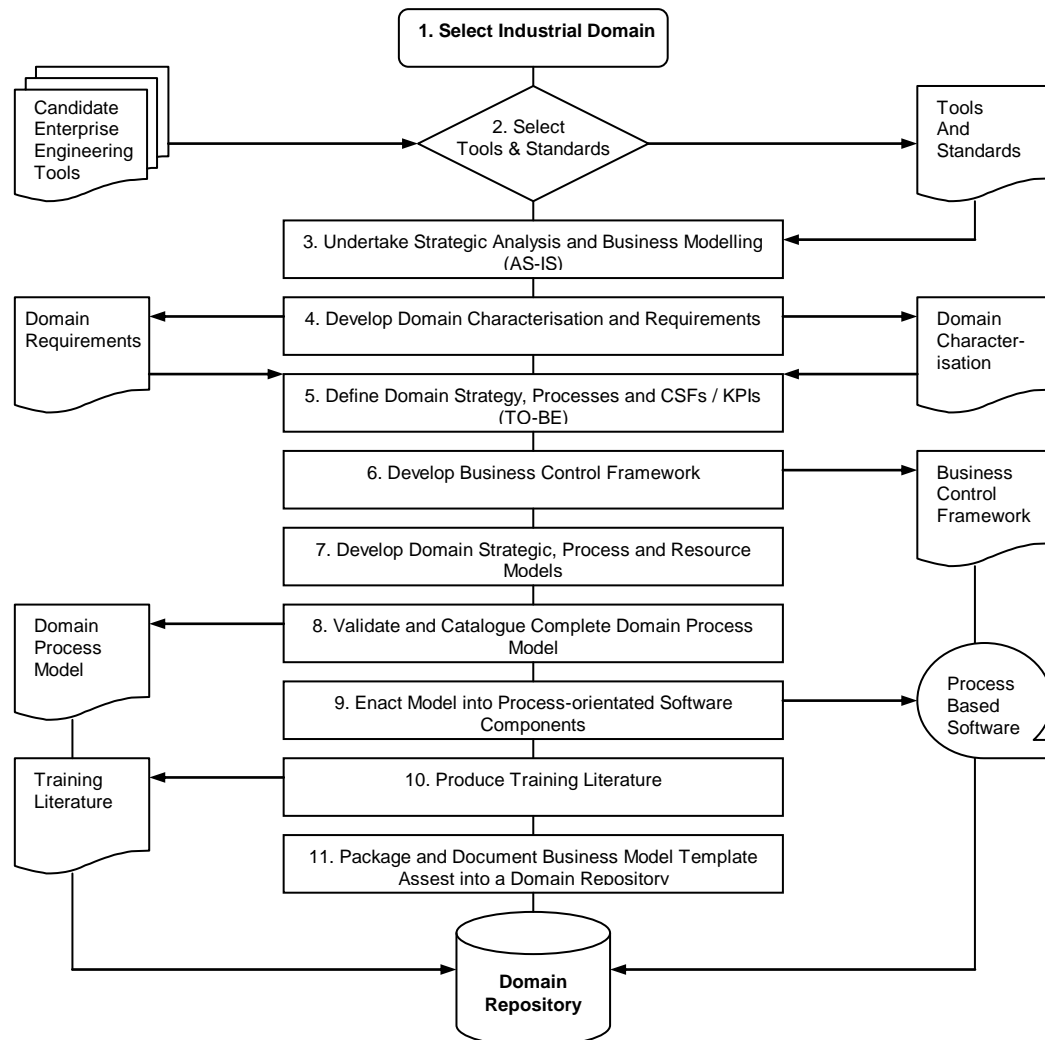 1. Select Industrial Domain
Candidate
Enterprise
Engineering
Tools
2. Select
Tools & Standards
Tools
And
Standards
3. Undertake Strategic Analysis and Business Modelling
(AS-IS)
Domain
Requirements
4. Develop Domain Characterisation and Requirements
Domain
Character-
isation
5. Define Domain Strategy, Processes and CSFs / KPIs
(TO-BE)
6. Develop Business Control Framework
Business
Control
Framework
7. Develop Domain Strategic, Process and Resource
Models
Domain
Process
Model
8. Validate and Catalogue Complete Domain Process
Model
9. Enact Model into Process-orientated Software
Components
Process
Based
Software
Training
Literature
10. Produce Training Literature
11. Package and Document Business Model Template
Assest into a Domain Repository
Domain
Repository